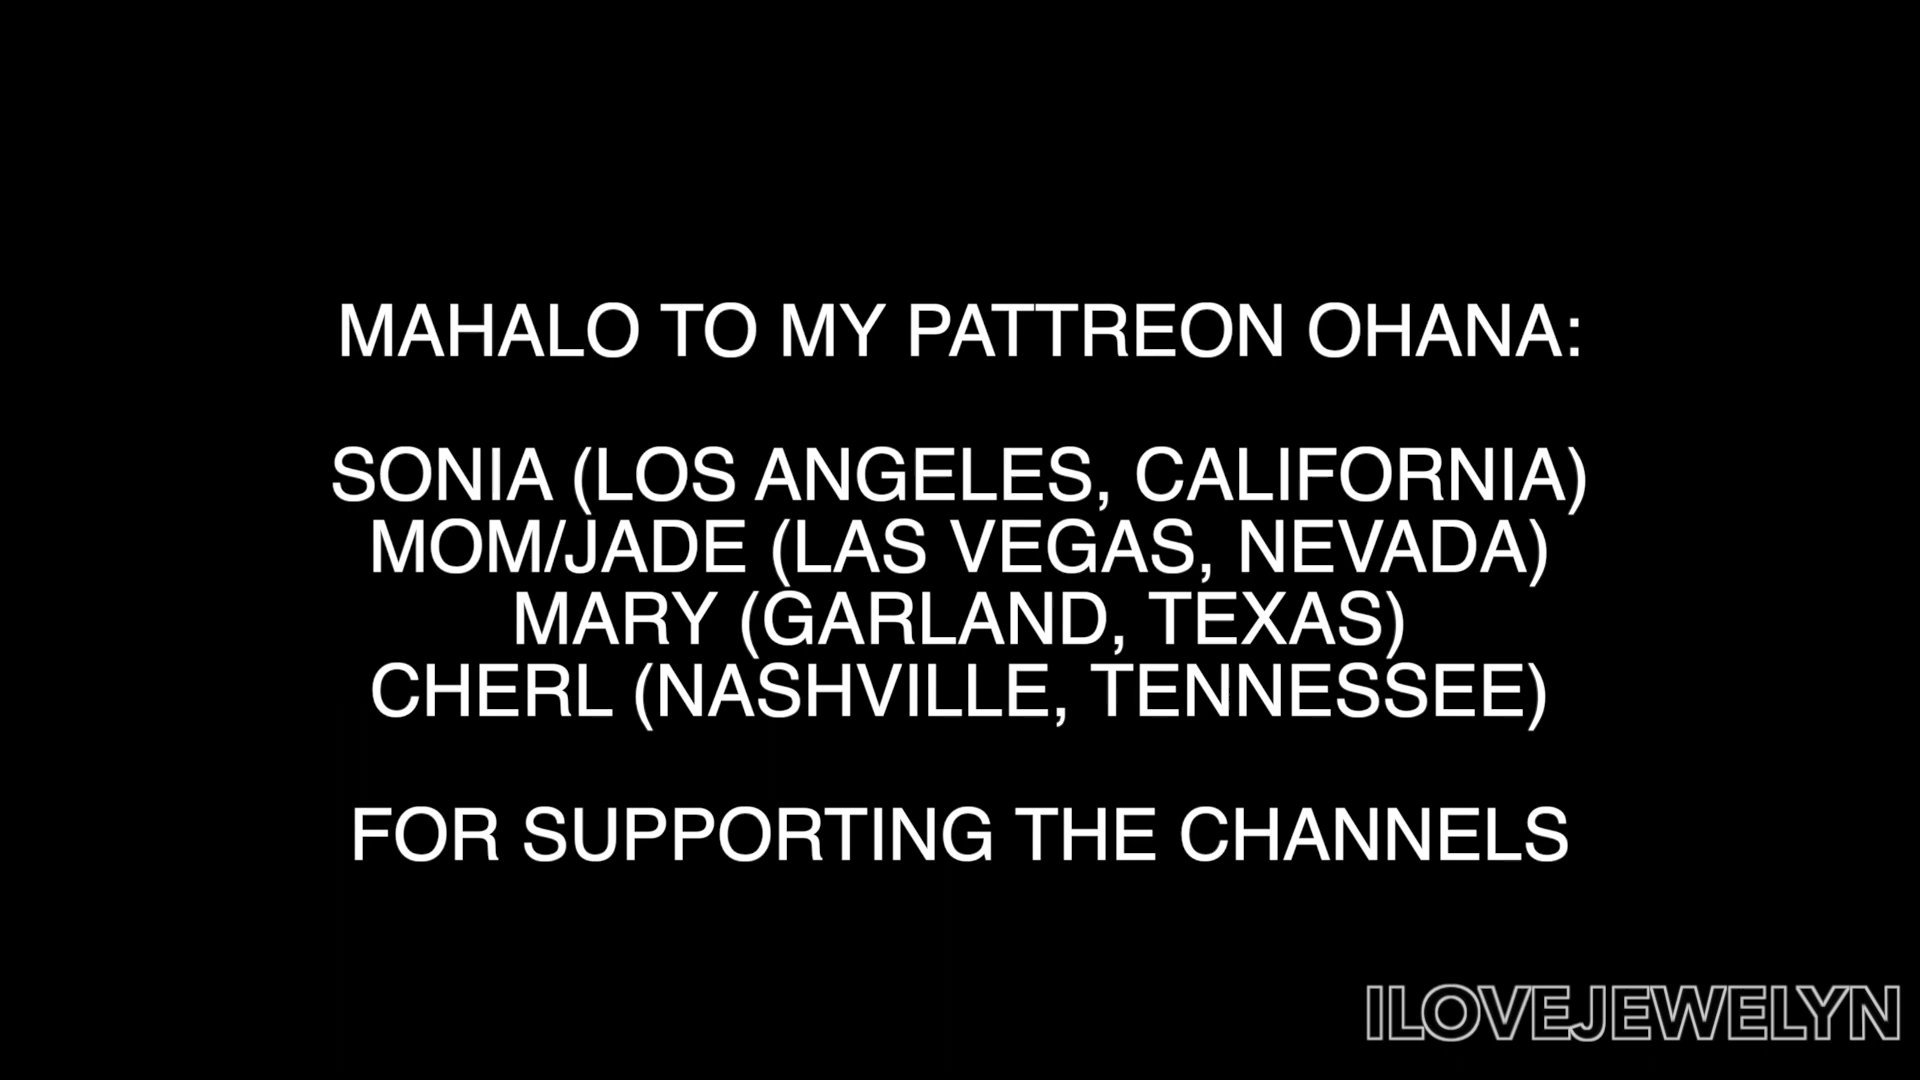 MAHALO TO MY PATTREON OHANA:
SONIA (LOS ANGELES, CALIFORNIA)
MOM/JADE (LAS VEGAS, NEVADA)
MARY (GARLAND, TEXAS)
CHERL (NASHVILLE, TENNESSEE)
FOR SUPPORTING THE CHANNELS
ILOVEJEWELYN